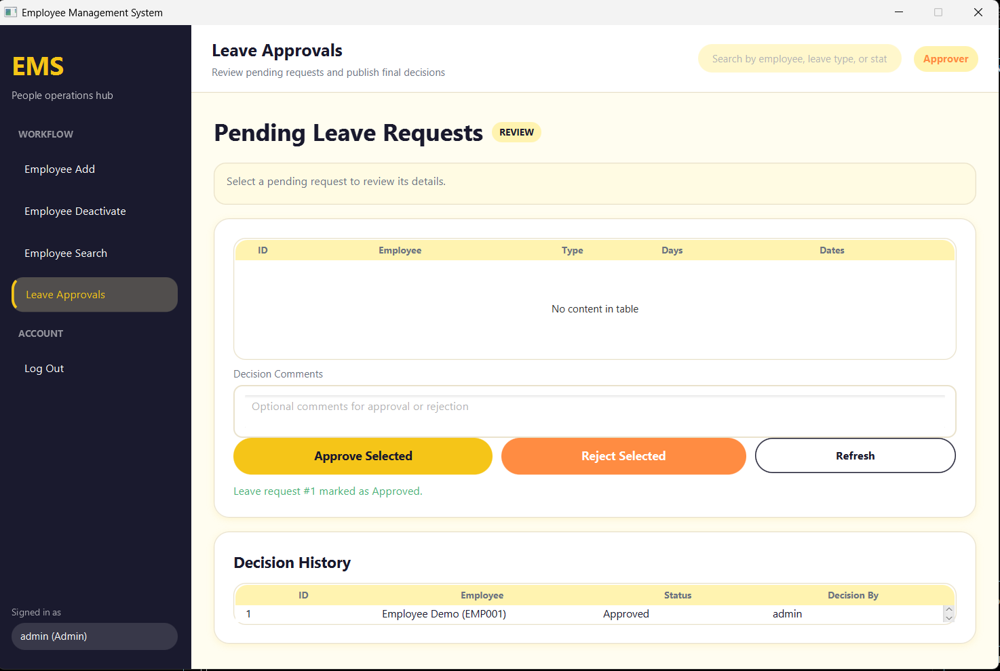 Employee Management System
EMS
People operations hub
WORKFLOW
Employee Add
Employee Deactivate
Employee Search
Leave Approvals
ACCOUNT
Log Out
Signed in as
admin (Admin)
Leave Approvals
Review pending requests and publish final decisions
Search by employee, leave type, or stat
Approver
Pending Leave Requests REVIEW
Select a pending request to review its details.
ID Employee Type Days Dates
No content in table
Decision Comments
Optional comments for approval or rejection
Approve Selected Reject Selected Refresh
Leave request #1 marked as Approved.
Decision History
ID Employee Status Decision By
1 Employee Demo (EMP001) Approved admin